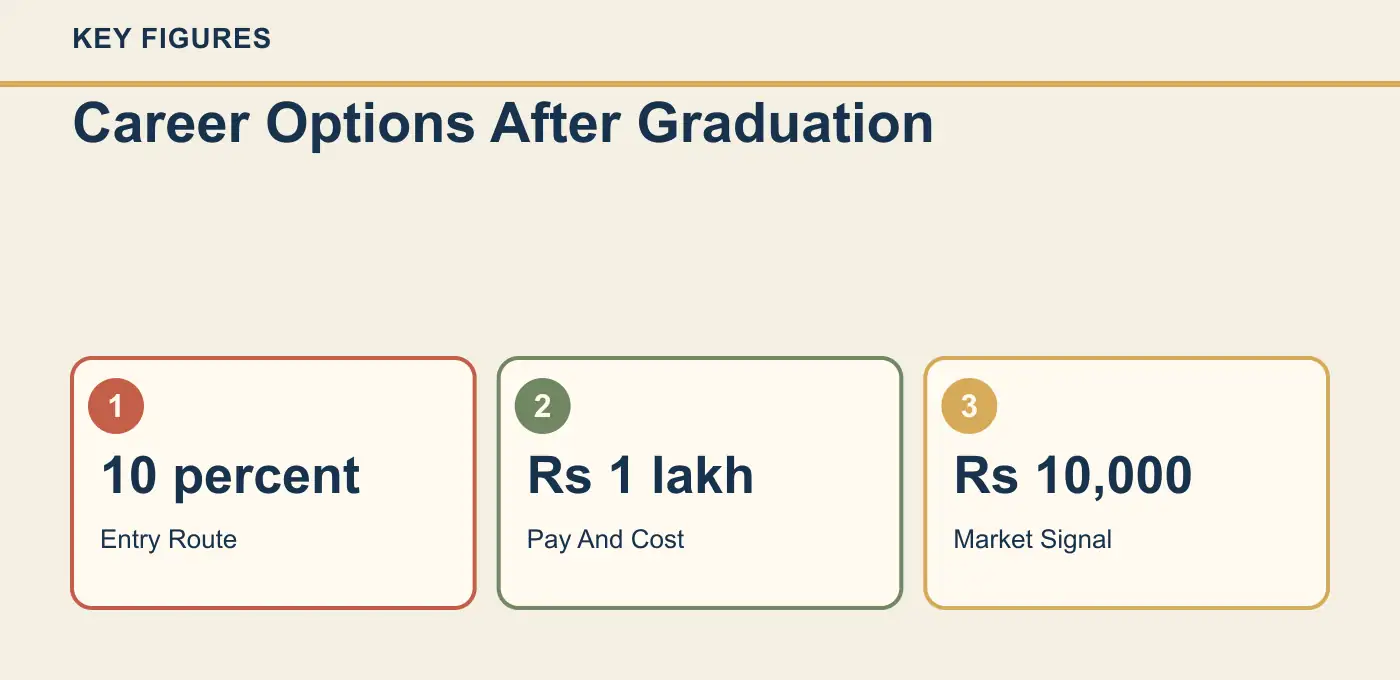 KEY FIGURES
Career Options After Graduation
1
10 percent
Entry Route
2
Rs 1 lakh
Pay And Cost
3
Rs 10,000
Market Signal